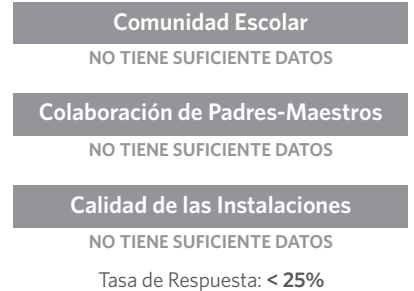 Comunidad Escolar
NO TIENE SUFICIENTE DATOS
Colaboración de Padres-Maestros
NO TIENE SUFICIENTE DATOS
Calidad de las Instalaciones
NO TIENE SUFICIENTE DATOS
Tasa de Respuesta: < 25%